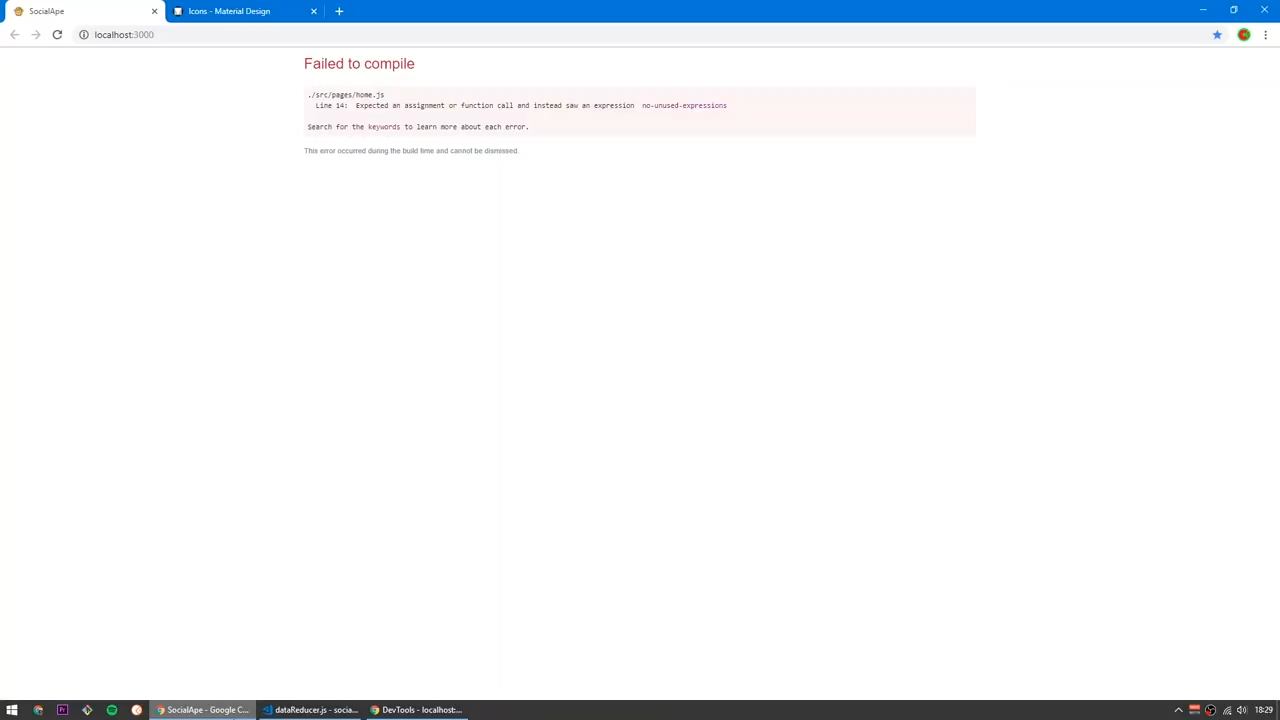 SocialApe
Icons - Material Design
localhost:3000
Failed to compile
./src/pages/home.js
Line 14: Expected an assignment or function call and instead saw an expression no-unused-expressions
Search for the keywords to learn more about each error.
This error occurred during the build time and cannot be dismissed.
SocialApe - Google C...
dataReducer.js - socia...
DevTools - localhost:...
18:29